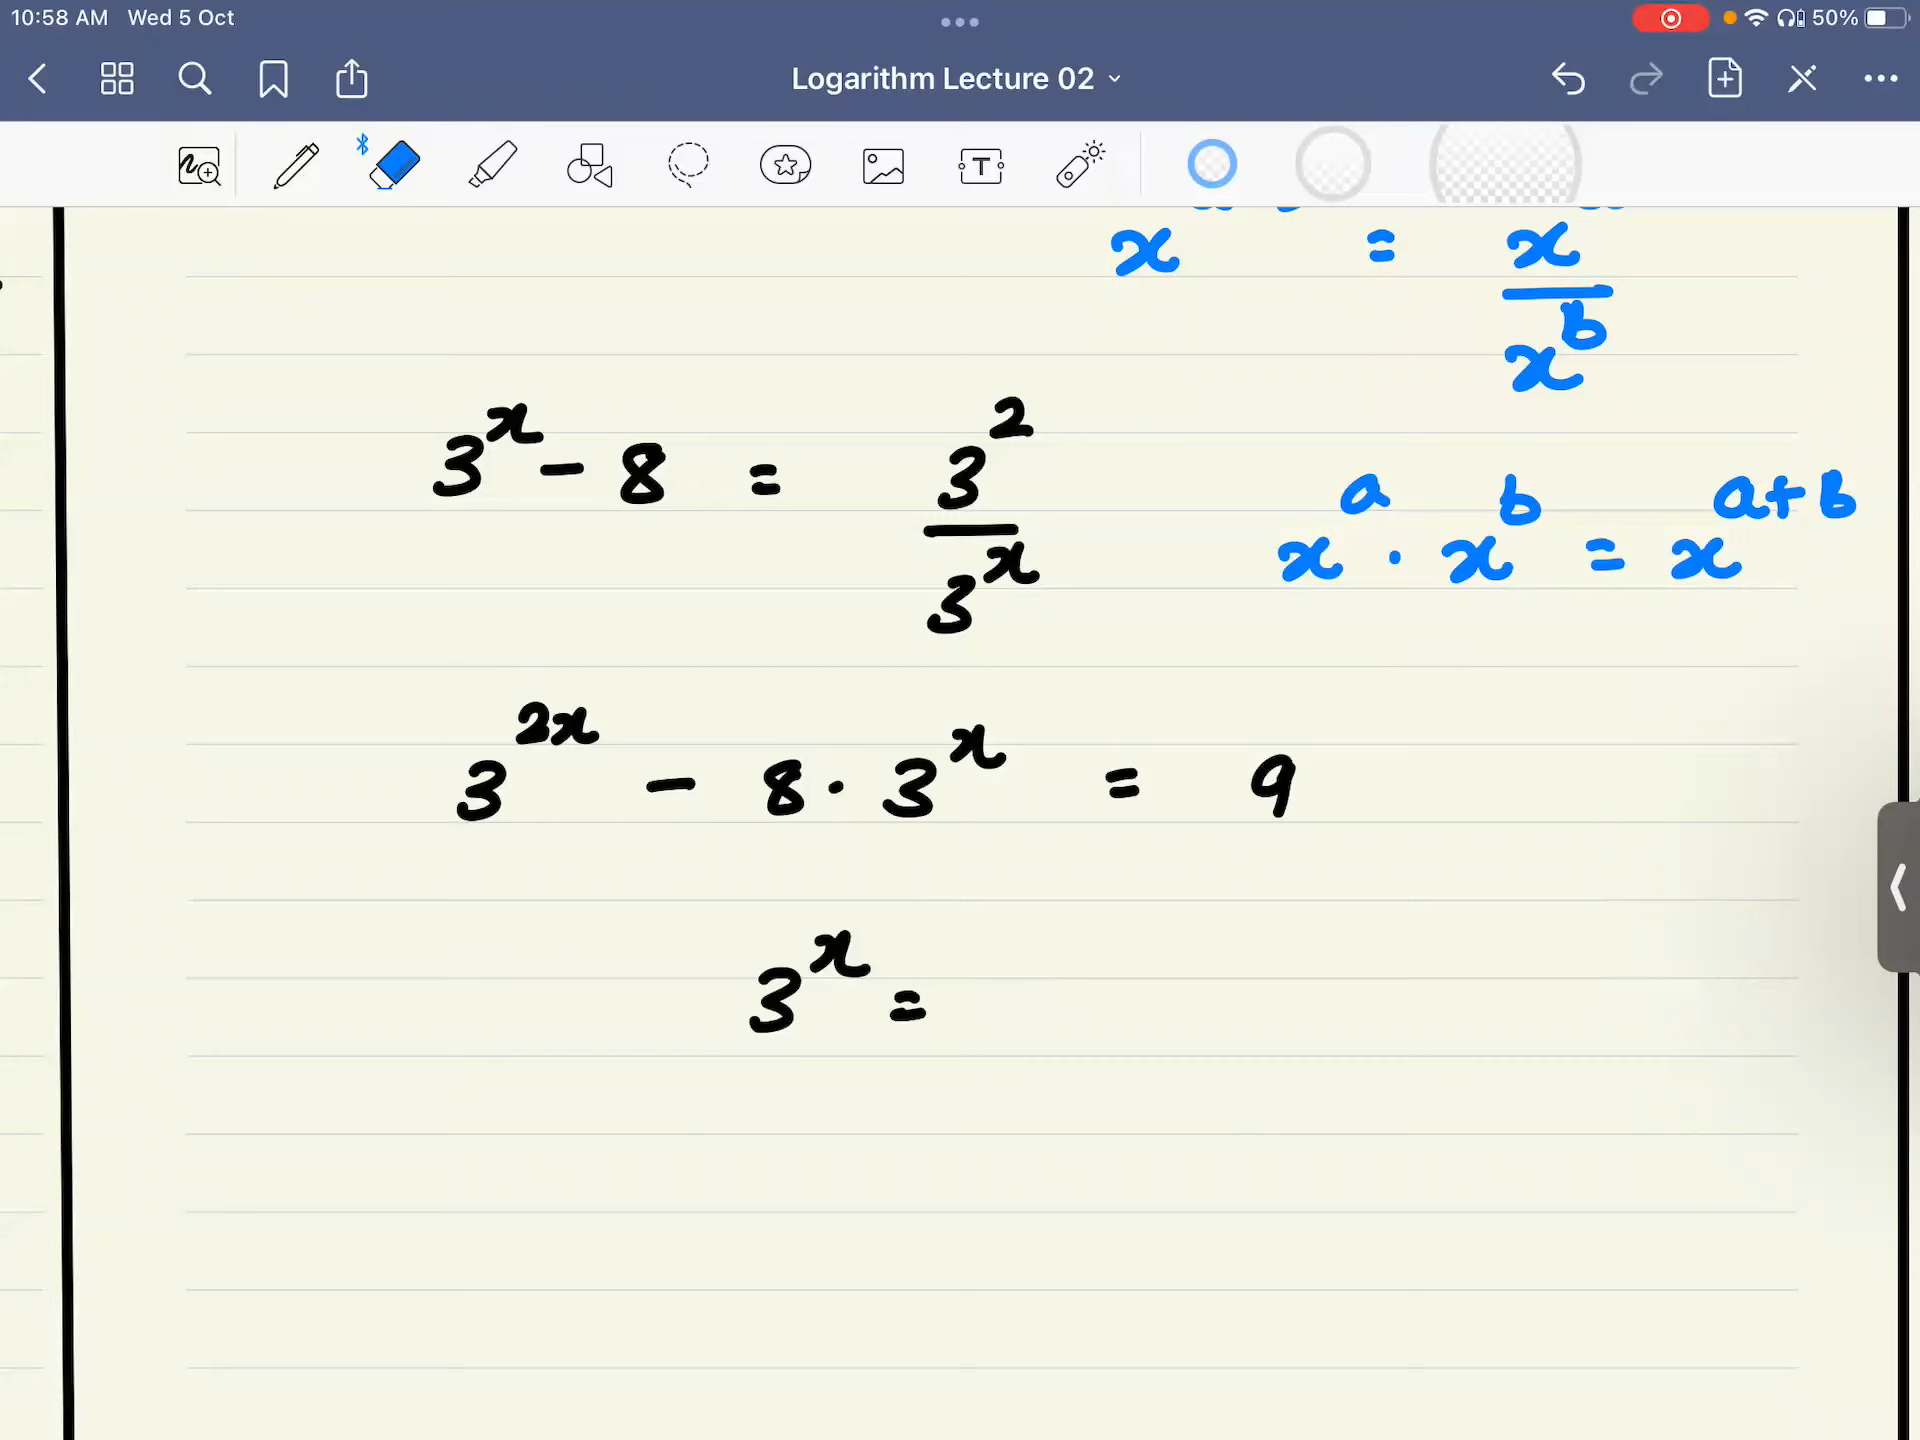 10:58 AM Wed 5 Oct
50%
Logarithm Lecture 02
T
x = x
x^b
3^x - 8 = 3^2
3^x
x^a · x^b = x^(a+b)
3^2x - 8 · 3^x = 9
3^x =